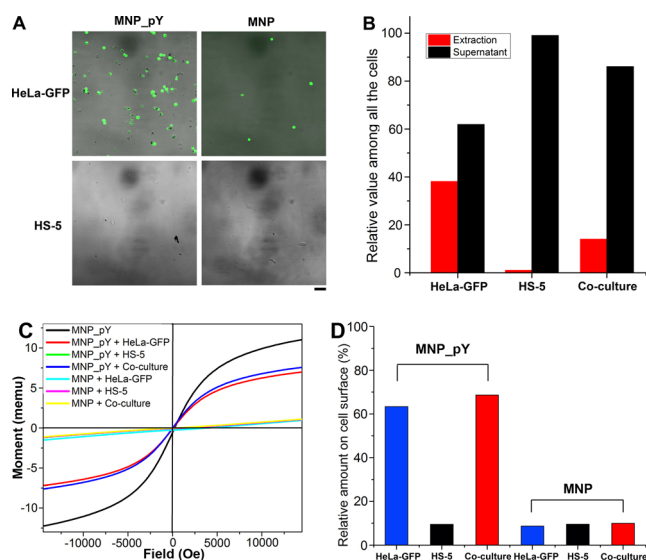 A
MNP_pY
MNP
HeLa-GFP
HS-5
B
Relative value among all the cells
100
80
60
40
20
0
Extraction
Supernatant
HeLa-GFP
HS-5
Co-culture
C
MNP_pY
MNP_pY + HeLa-GFP
MNP_pY + HS-5
MNP_pY + Co-culture
MNP + HeLa-GFP
MNP + HS-5
MNP + Co-culture
Moment (memu)
10
5
0
-5
-10
-10000
-5000
0
5000
10000
Field (Oe)
D
Relative amount on cell surface (%)
100
80
60
40
20
0
MNP_pY
MNP
HeLa-GFP
HS-5
Co-culture
HeLa-GFP
HS-5
Co-culture